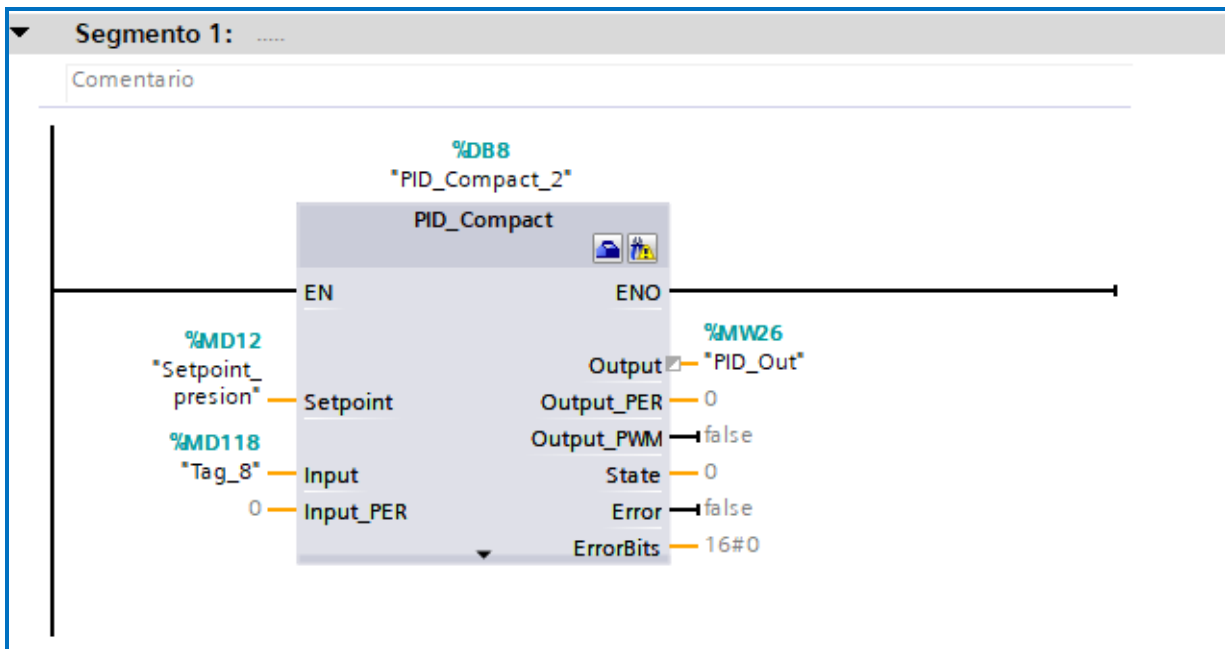 Segmento 1: .....
Comentario
%DB8
"PID_Compact_2"
PID_Compact
EN ENO
%MD12
"Setpoint_
presion" Setpoint
%MW26
Output "PID_Out"
Output_PER 0
%MD118
"Tag_8" Input
Output_PWM false
State 0
0 Input_PER
Error false
ErrorBits 16#0